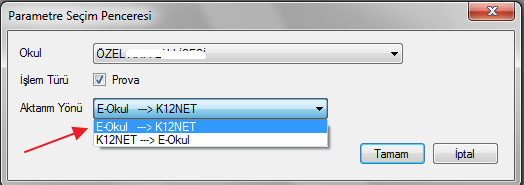 Parametre Seçim Penceresi
Okul
ÖZEL
İşlem Türü
Prova
Aktarım Yönü
E-Okul ---> K12NET
E-Okul ---> K12NET
K12NET ---> E-Okul
Tamam
İptal